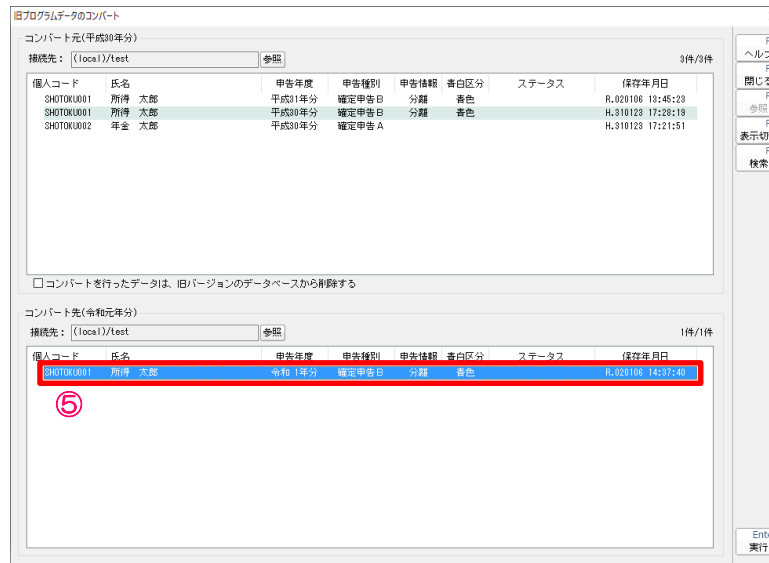 旧プログラムデータのコンバート
コンバート元(平成30年分)
接続先： (local)/test 参照 3件/3件
個人コード 氏名 申告年度 申告種別 申告情報 青白区分 ステータス 保存年月日
SHOTOKU001 所得 太郎 平成31年分 確定申告B 分離 青色 R.020106 13:45:23
SHOTOKU001 所得 太郎 平成30年分 確定申告B 分離 青色 H.310123 17:28:19
SHOTOKU002 年金 太郎 平成30年分 確定申告A H.310123 17:21:51
コンバートを行ったデータは、旧バージョンのデータベースから削除する
コンバート先(令和元年分)
接続先： (local)/test 参照 1件/1件
個人コード 氏名 申告年度 申告種別 申告情報 青白区分 ステータス 保存年月日
SHOTOKU001 所得 太郎 令和 1年分 確定申告B 分離 青色 R.020106 14:37:40
⑤
ヘルプ
閉じる
参照
表示切
検索
Ente
実行